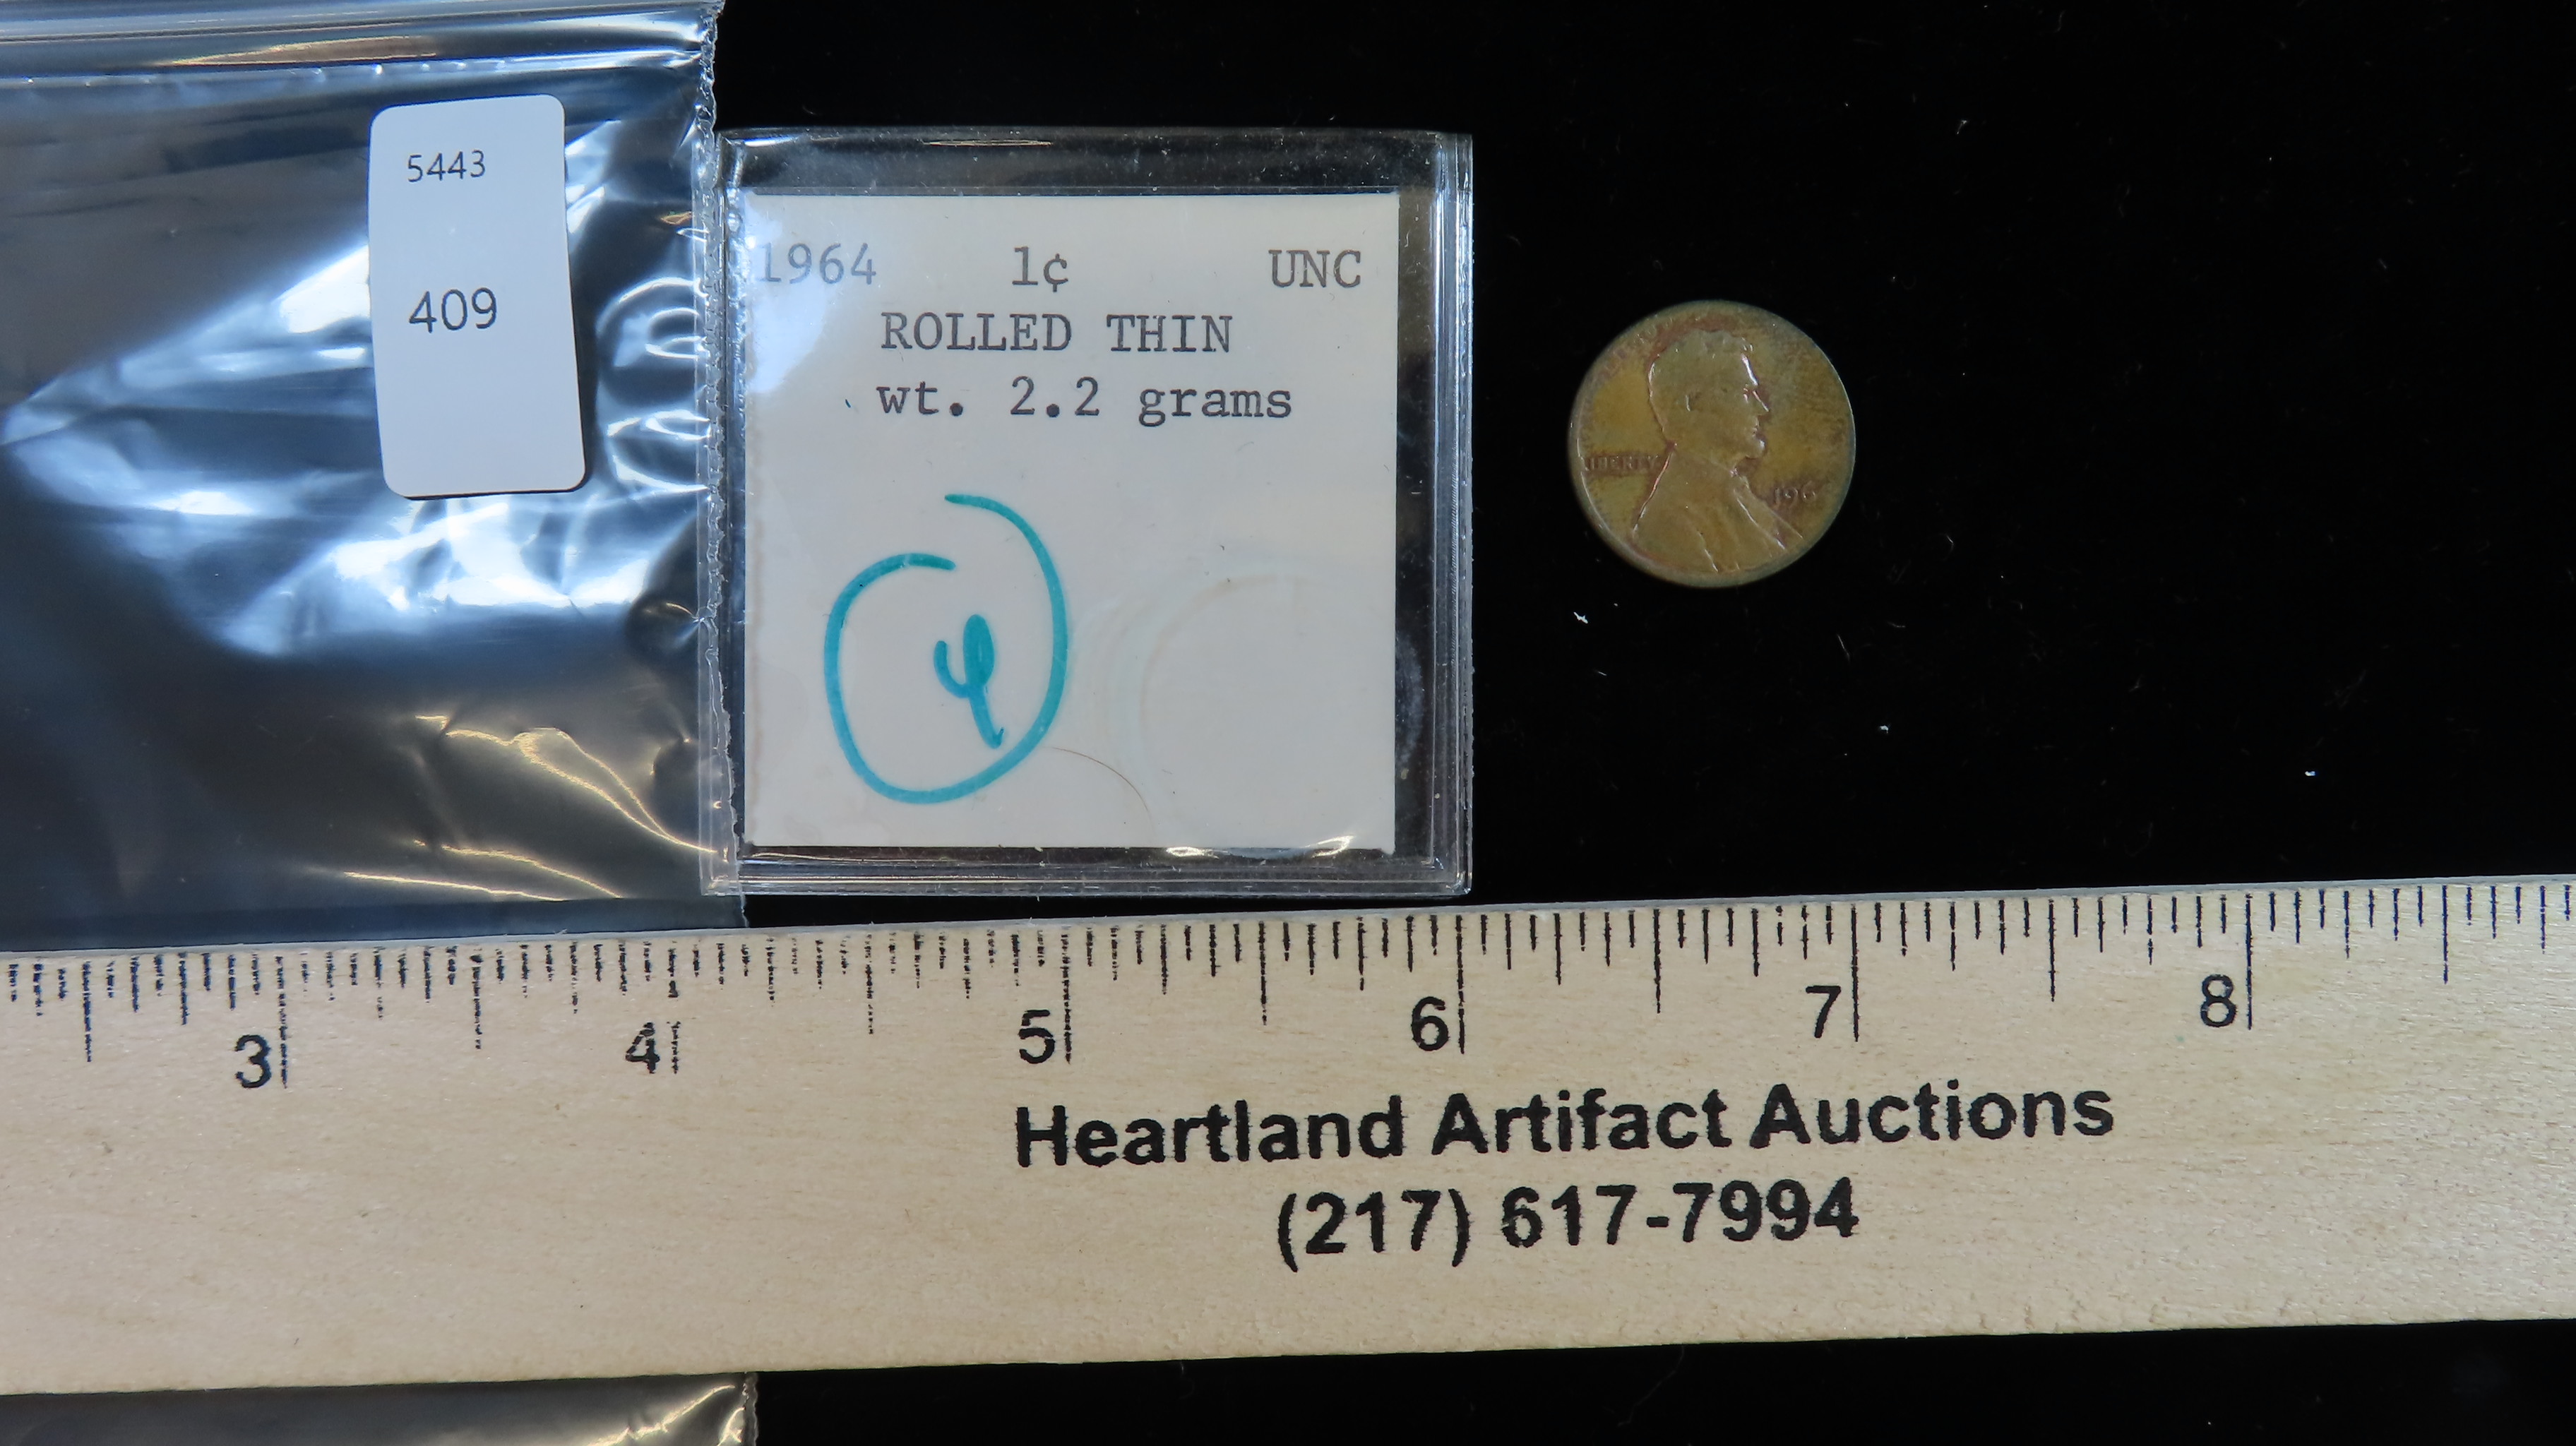 5443
409
1964 1¢ UNC
ROLLED THIN
wt. 2.2 grams
4
LIBERTY
196
3 4 5 6 7 8
Heartland Artifact Auctions
(217) 617-7994